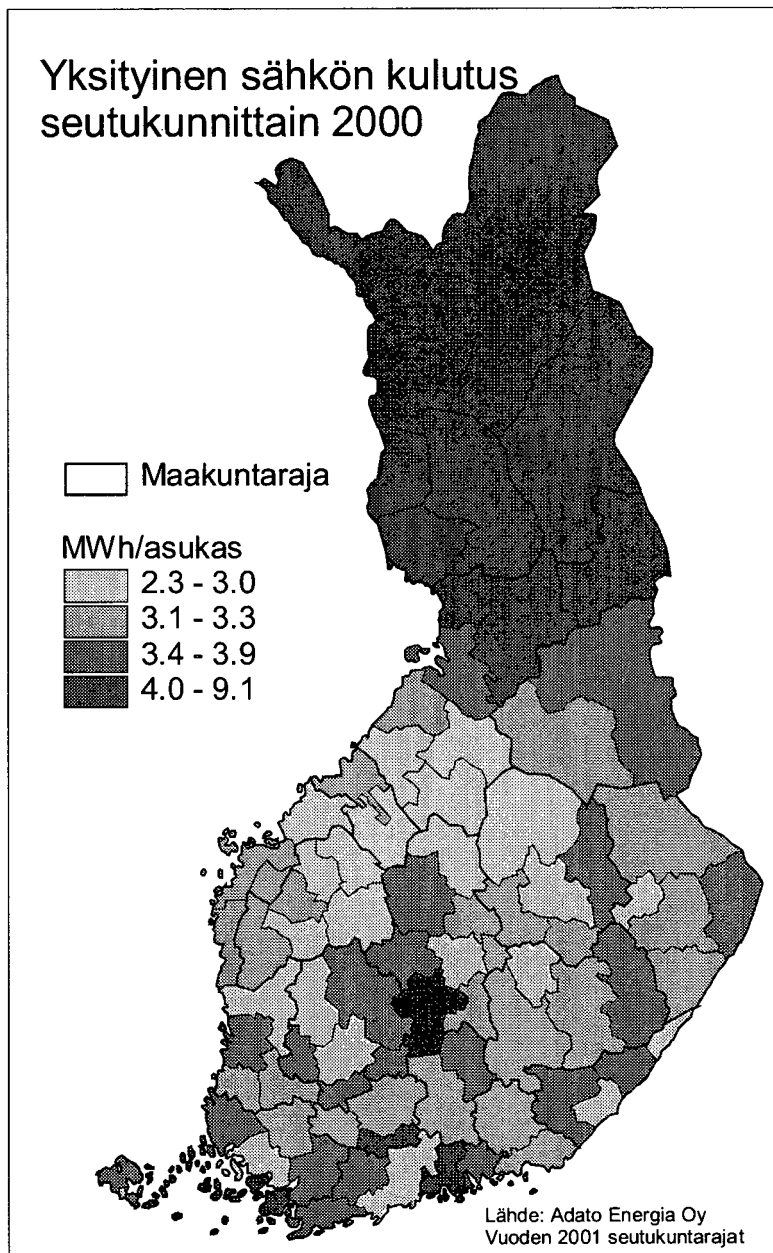 Yksityinen sähkön kulutus
seutukunnittain 2000
Maakuntaraja
MWh/asukas
2.3 - 3.0
3.1 - 3.3
3.4 - 3.9
4.0 - 9.1
Lähde: Adato Energia Oy
Vuoden 2001 seutukuntarajat